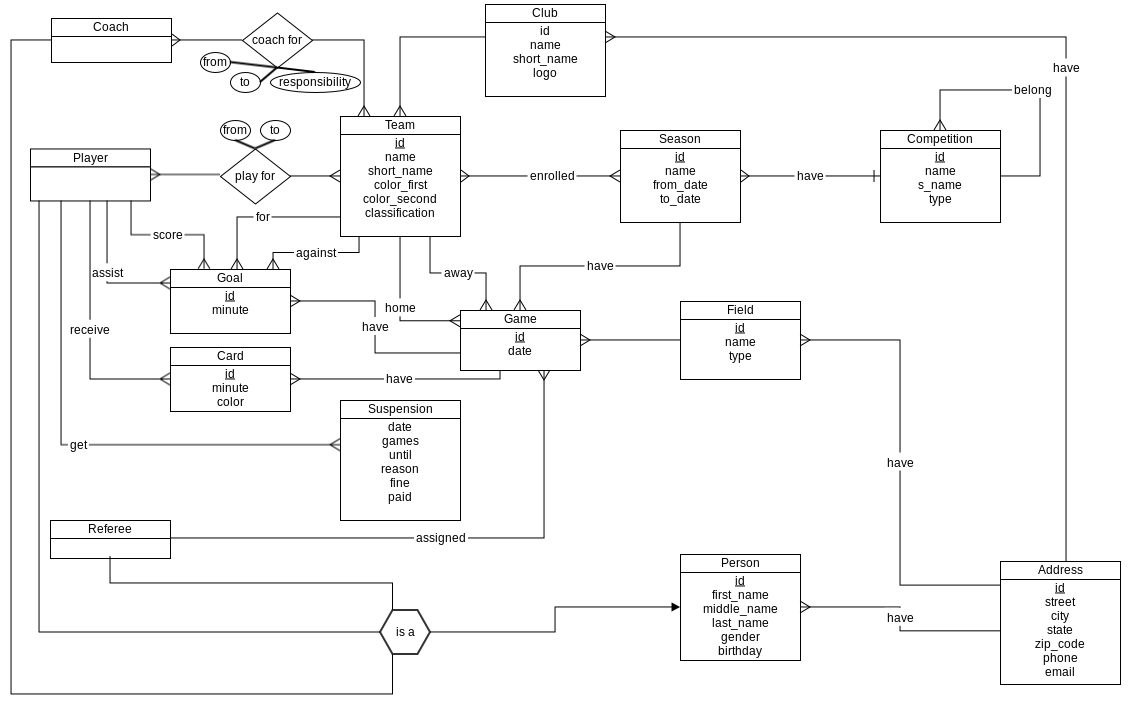 Coach
coach for
from
to
responsibility
Club
id
name
short_name
logo
have
belong
Player
from
to
play for
Team
id
name
short_name
color_first
color_second
classification
enrolled
Season
id
name
from_date
to_date
have
Competition
id
name
s_name
type
for
score
against
assist
away
have
Goal
id
minute
home
have
receive
Game
id
date
Field
id
name
type
Card
id
minute
color
have
Suspension
date
games
until
reason
fine
paid
get
have
Referee
assigned
Person
id
first_name
middle_name
last_name
gender
birthday
have
Address
id
street
city
state
zip_code
phone
email
is a